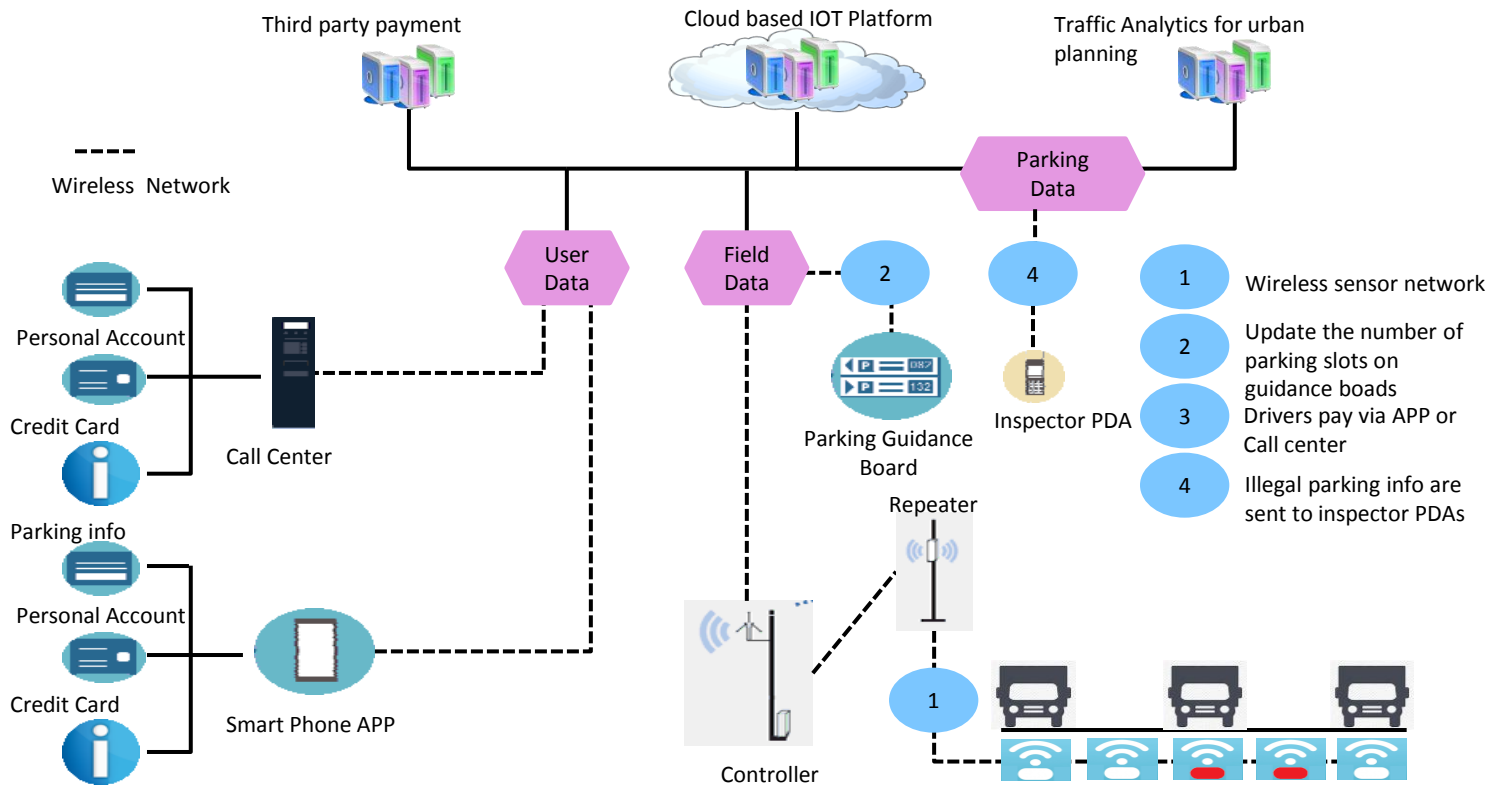 Third party payment
Cloud based IOT Platform
Traffic Analytics for urban
planning
Wireless Network
Parking
Data
User
Data
Field
Data
2
4
1
Wireless sensor network
2
Update the number of
parking slots on
guidance boads
3
Drivers pay via APP or
Call center
4
Illegal parking info are
sent to inspector PDAs
Personal Account
Credit Card
Call Center
P 087
P 132
Parking Guidance
Board
Inspector PDA
Repeater
Parking info
Personal Account
Credit Card
Smart Phone APP
1
Controller